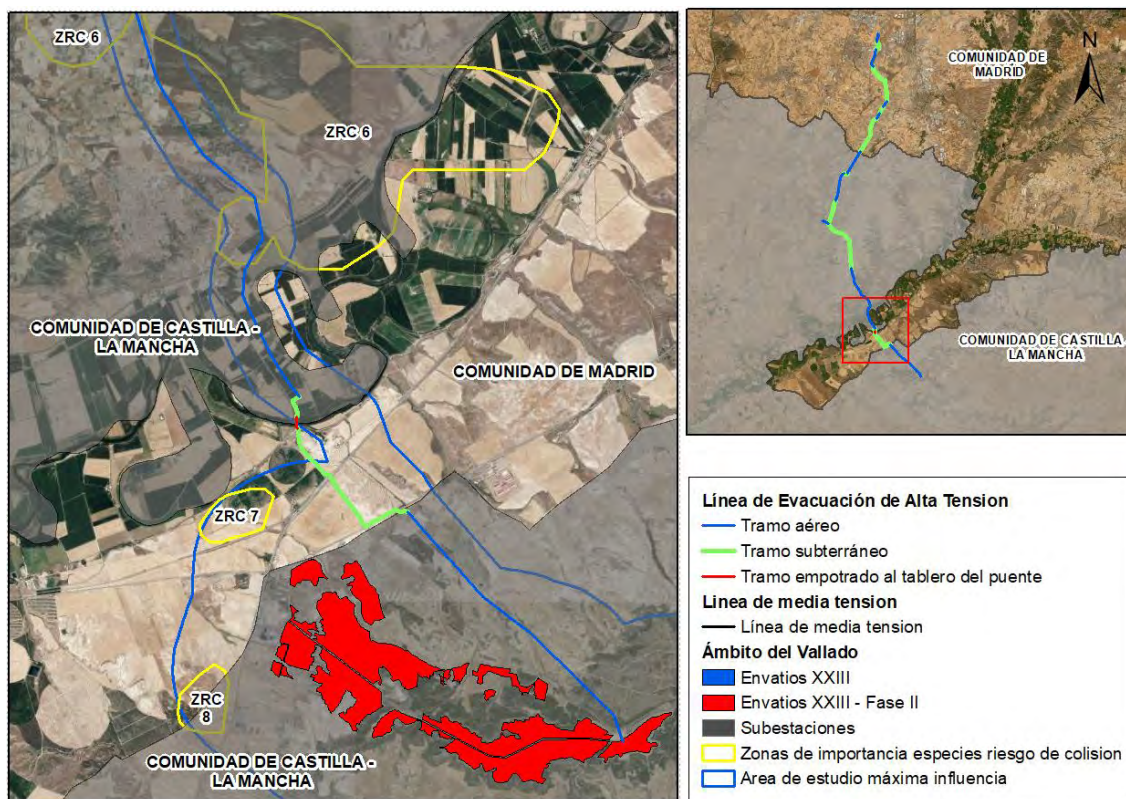 ZRC 6
ZRC 6
COMUNIDAD DE CASTILLA -
LA MANCHA
COMUNIDAD DE MADRID
ZRC 7
ZRC
8
COMUNIDAD DE CASTILLA -
LA MANCHA
COMUNIDAD DE
MADRID
N
COMUNIDAD DE CASTILLA
LA MANCHA
Línea de Evacuación de Alta Tension
Tramo aéreo
Tramo subterráneo
Tramo empotrado al tablero del puente
Linea de media tension
Línea de media tension
Ámbito del Vallado
Envatios XXIII
Envatios XXIII - Fase II
Subestaciones
Zonas de importancia especies riesgo de colision
Area de estudio máxima influencia